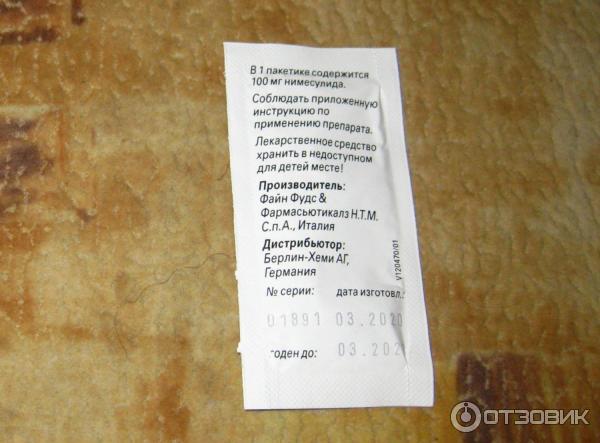 В 1 пакетике содержится
100 мг нимесулида.
Соблюдать приложенную
инструкцию по
применению препарата.
Лекарственное средство
хранить в недоступном
для детей месте!
Производитель:
Файн Фудс &
Фармасьютикалз Н.Т.М.
С.п.А., Италия
Дистрибьютор:
Берлин-Хеми АГ,
Германия
V120470/01
№ серии: дата изготовл.:
01891 03.2020
годен до:
ОТЗОВИК